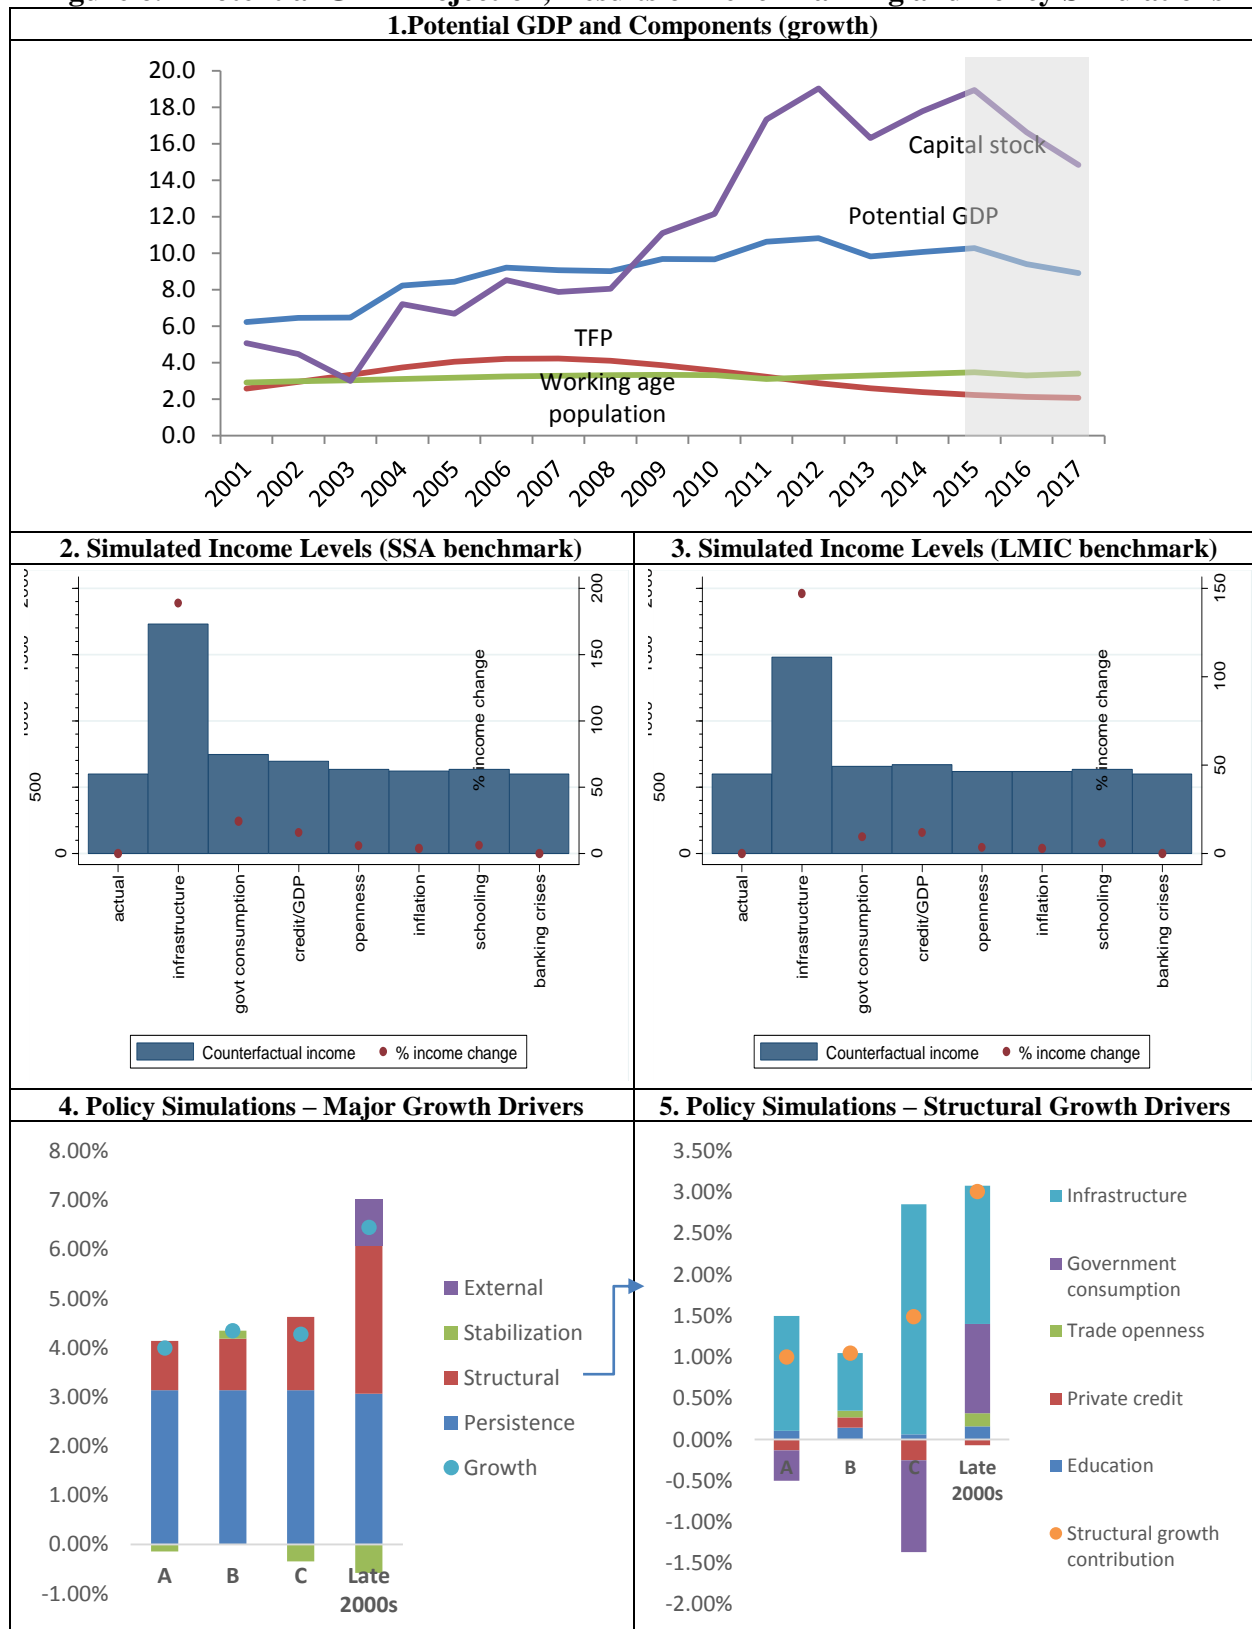 1.Potential GDP and Components (growth)
20.0
18.0
16.0
14.0
12.0
10.0
8.0
6.0
4.0
2.0
0.0
Capital stock
Potential GDP
TFP
Working age
population
2001
2002
2003
2004
2005
2006
2007
2008
2009
2010
2011
2012
2013
2014
2015
2016
2017
2. Simulated Income Levels (SSA benchmark)
500
0
200
150
100
50
0
% income change
actual
infrastructure
govt consumption
credit/GDP
openness
inflation
schooling
banking crises
Counterfactual income
% income change
3. Simulated Income Levels (LMIC benchmark)
500
0
150
100
50
0
% income change
actual
infrastructure
govt consumption
credit/GDP
openness
inflation
schooling
banking crises
Counterfactual income
% income change
4. Policy Simulations – Major Growth Drivers
8.00%
7.00%
6.00%
5.00%
4.00%
3.00%
2.00%
1.00%
0.00%
-1.00%
A
B
C
Late
2000s
External
Stabilization
Structural
Persistence
Growth
5. Policy Simulations – Structural Growth Drivers
3.50%
3.00%
2.50%
2.00%
1.50%
1.00%
0.50%
0.00%
-0.50%
-1.00%
-1.50%
-2.00%
A
B
C
Late
2000s
Infrastructure
Government
consumption
Trade openness
Private credit
Education
Structural growth
contribution